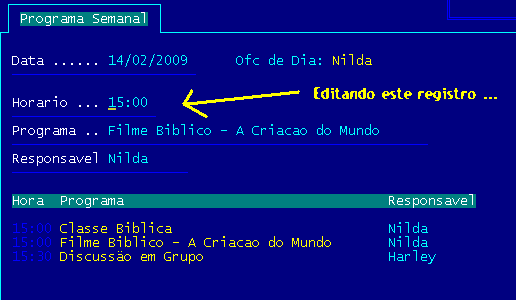 Programa Semanal
Data ...... 14/02/2009 Ofc de Dia: Nilda
Horario ... 15:00 Editando este registro ...
Programa .. Filme Biblico - A Criacao do Mundo
Responsavel Nilda
Hora Programa Responsavel
15:00 Classe Biblica Nilda
15:00 Filme Biblico - A Criacao do Mundo Nilda
15:30 Discussäo em Grupo Harley